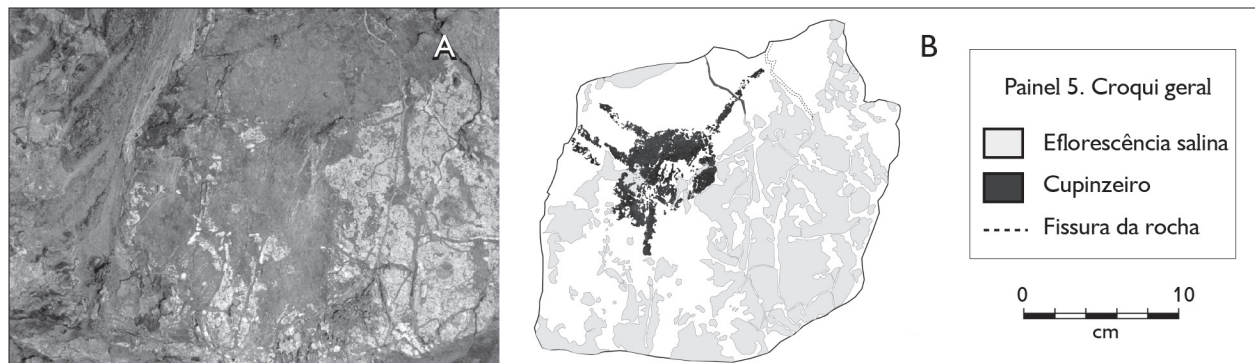 A
B
Painel 5. Croqui geral
Eflorescência salina
Cupinzeiro
Fissura da rocha
0 10
cm